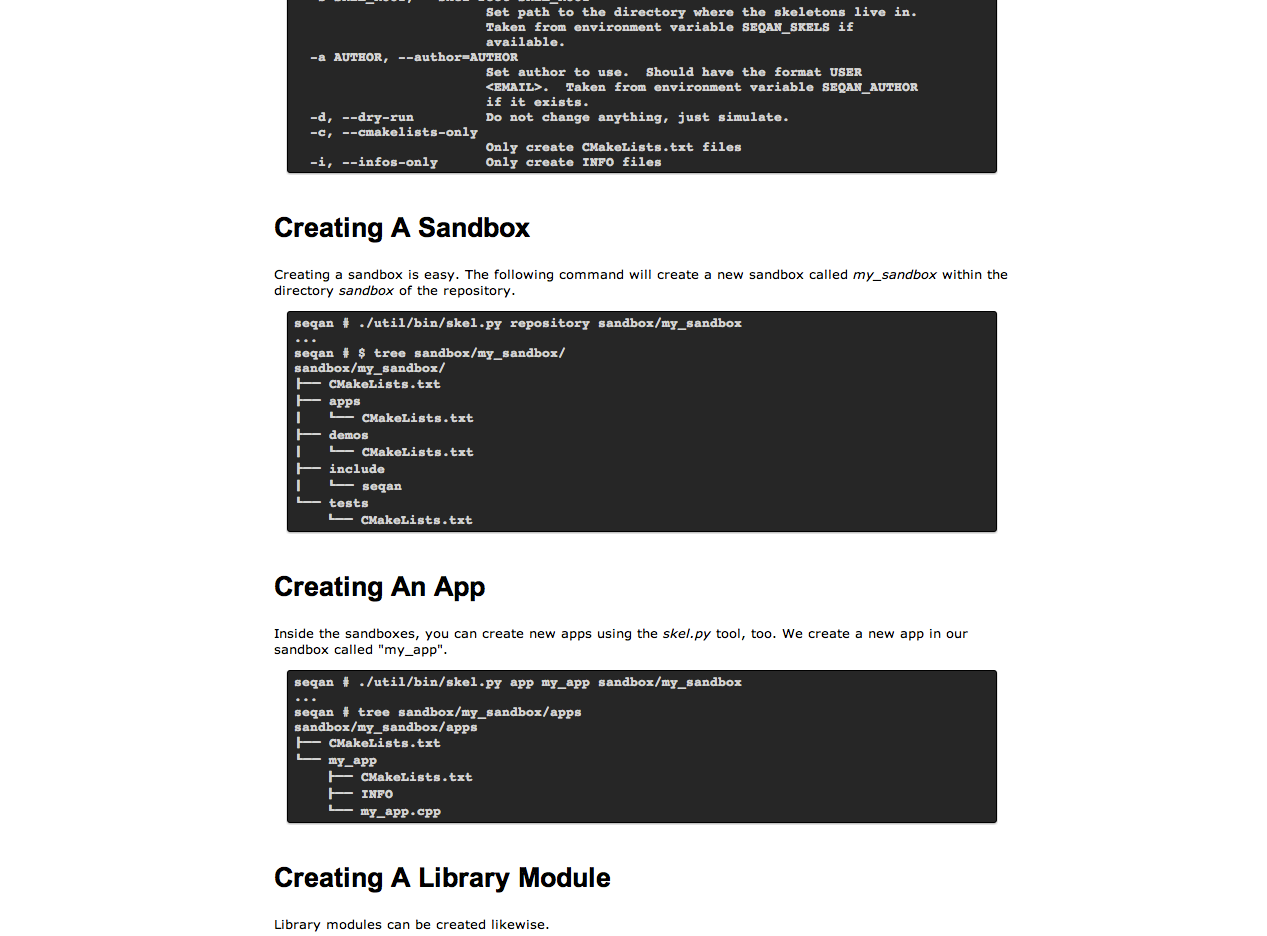 Set path to the directory where the skeletons live in.
Taken from environment variable SEQAN_SKELS if
available.
-a AUTHOR, --author=AUTHOR
Set author to use.  Should have the format USER
<EMAIL>.  Taken from environment variable SEQAN_AUTHOR
if it exists.
-d, --dry-run         Do not change anything, just simulate.
-c, --cmakelists-only
Only create CMakeLists.txt files
-i, --infos-only      Only create INFO files
Creating A Sandbox
Creating a sandbox is easy. The following command will create a new sandbox called my_sandbox within the
directory sandbox of the repository.
seqan # ./util/bin/skel.py repository sandbox/my_sandbox
...
seqan # $ tree sandbox/my_sandbox/
sandbox/my_sandbox/
├── CMakeLists.txt
├── apps
│   └── CMakeLists.txt
├── demos
│   └── CMakeLists.txt
├── include
│   └── seqan
└── tests
    └── CMakeLists.txt
Creating An App
Inside the sandboxes, you can create new apps using the skel.py tool, too. We create a new app in our
sandbox called "my_app".
seqan # ./util/bin/skel.py app my_app sandbox/my_sandbox
...
seqan # tree sandbox/my_sandbox/apps
sandbox/my_sandbox/apps
├── CMakeLists.txt
└── my_app
    ├── CMakeLists.txt
    ├── INFO
    └── my_app.cpp
Creating A Library Module
Library modules can be created likewise.